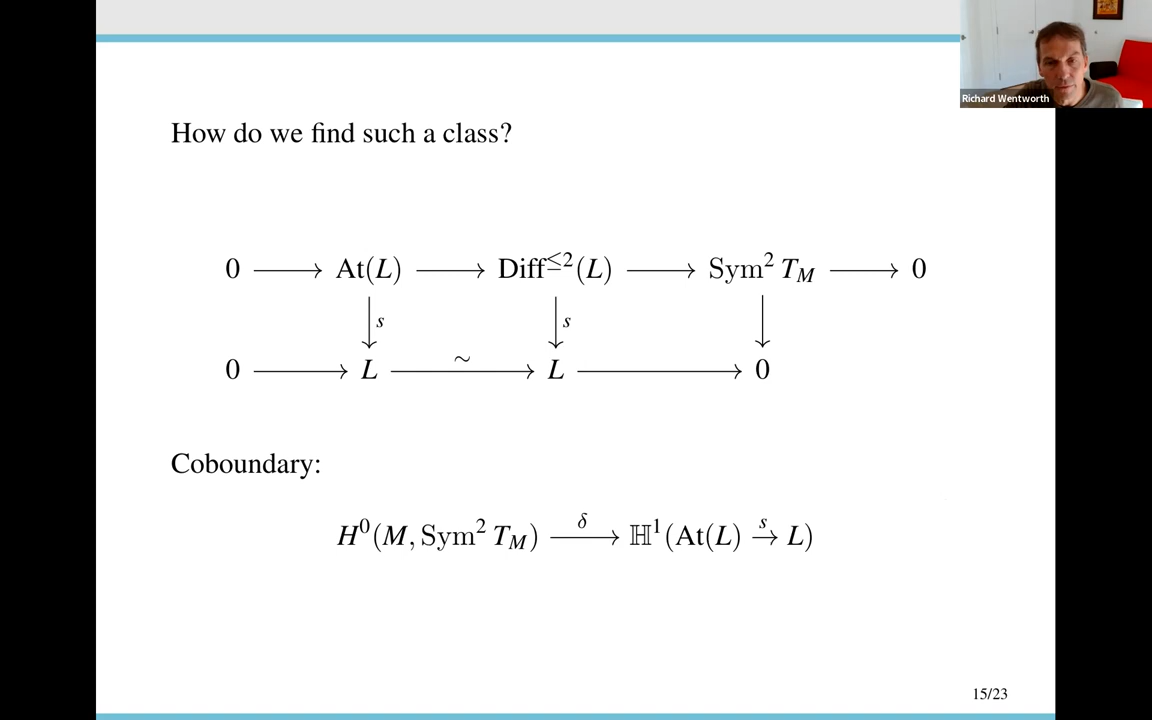 Richard Wentworth
How do we find such a class?
0 ⟶ At(L) ⟶ Diff^{≤2}(L) ⟶ Sym² T_M ⟶ 0
↓ s ↓ s ↓
0 ⟶ L ⟶^{∼} L ⟶ 0
Coboundary:
H⁰(M, Sym² T_M) ⟶^{δ} ℍ¹(At(L) →^{s} L)
15/23